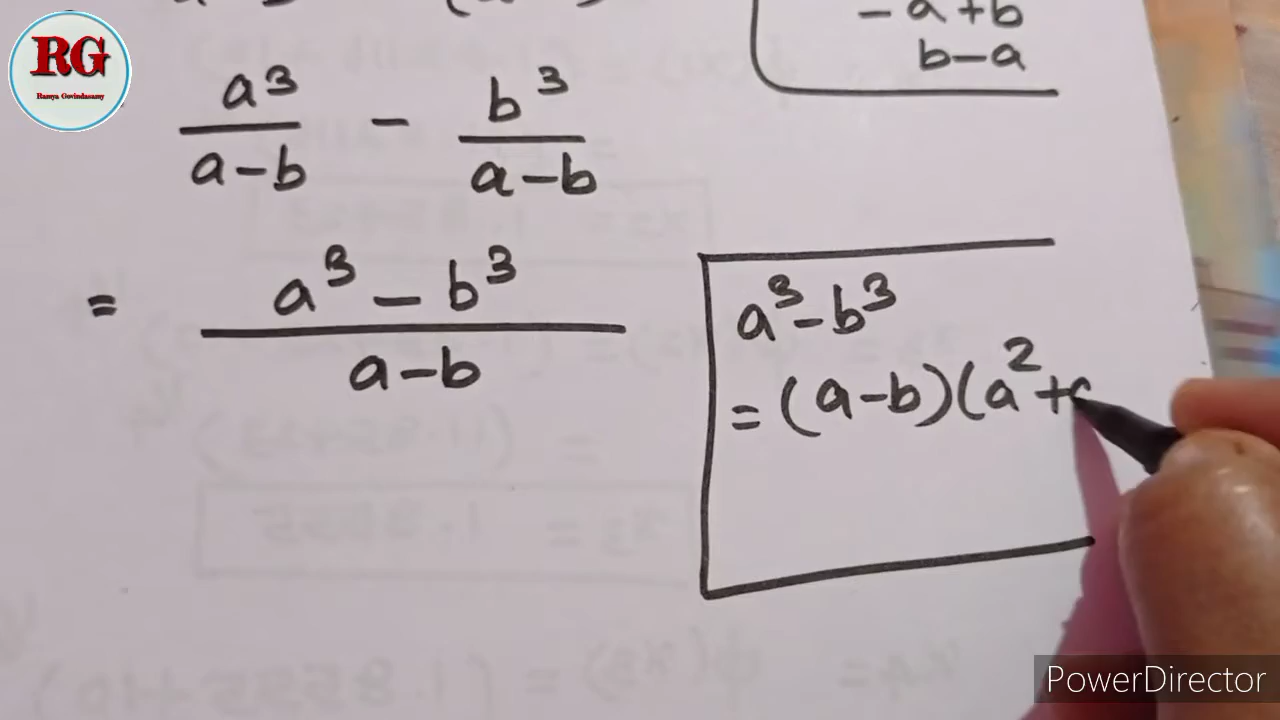 RG
Ramya Govindasamy
- a + b
b - a
a³/(a-b) - b³/(a-b)
= (a³ - b³)/(a-b)
a³-b³
= (a-b)(a²+
PowerDirector